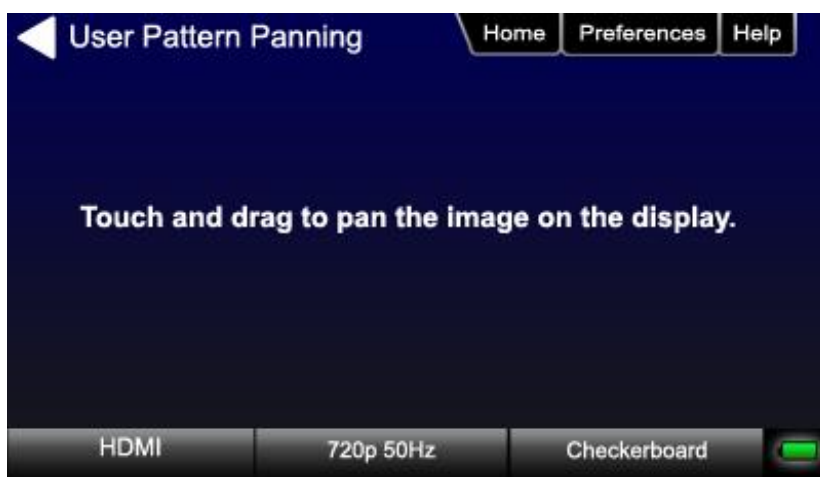 User Pattern Panning
Home
Preferences
Help
Touch and drag to pan the image on the display.
HDMI
720p 50Hz
Checkerboard